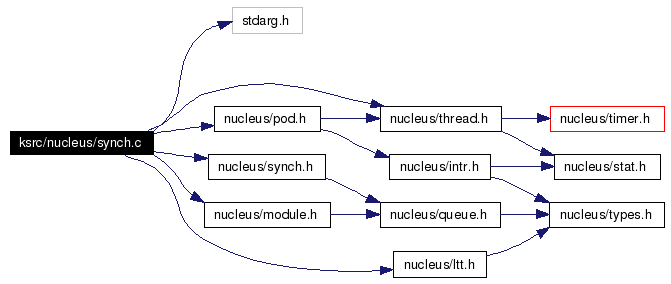 stdarg.h
nucleus/pod.h
nucleus/thread.h
nucleus/timer.h
ksrc/nucleus/synch.c
nucleus/synch.h
nucleus/intr.h
nucleus/stat.h
nucleus/module.h
nucleus/queue.h
nucleus/types.h
nucleus/ltt.h